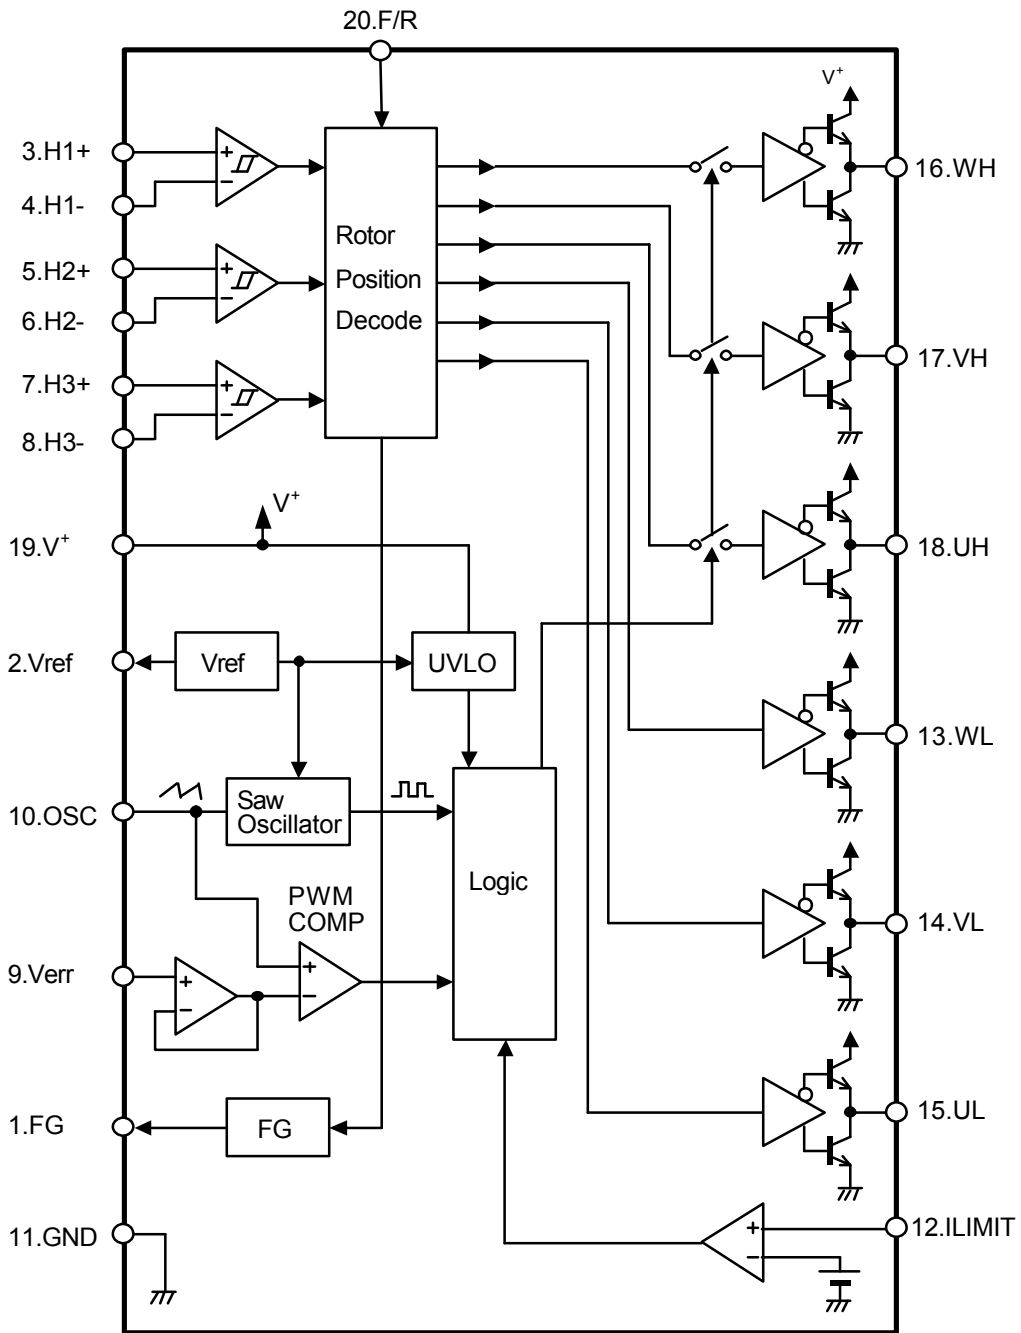 20.F/R
V+
3.H1+
4.H1-
5.H2+
6.H2-
7.H3+
8.H3-
Rotor
Position
Decode
16.WH
17.VH
18.UH
V+
19.V+
2.Vref
Vref
UVLO
13.WL
10.OSC
Saw
Oscillator
Logic
PWM
COMP
14.VL
9.Verr
1.FG
FG
15.UL
11.GND
12.ILIMIT
+
-
+
-
+
-
+
-
+
-
+
-